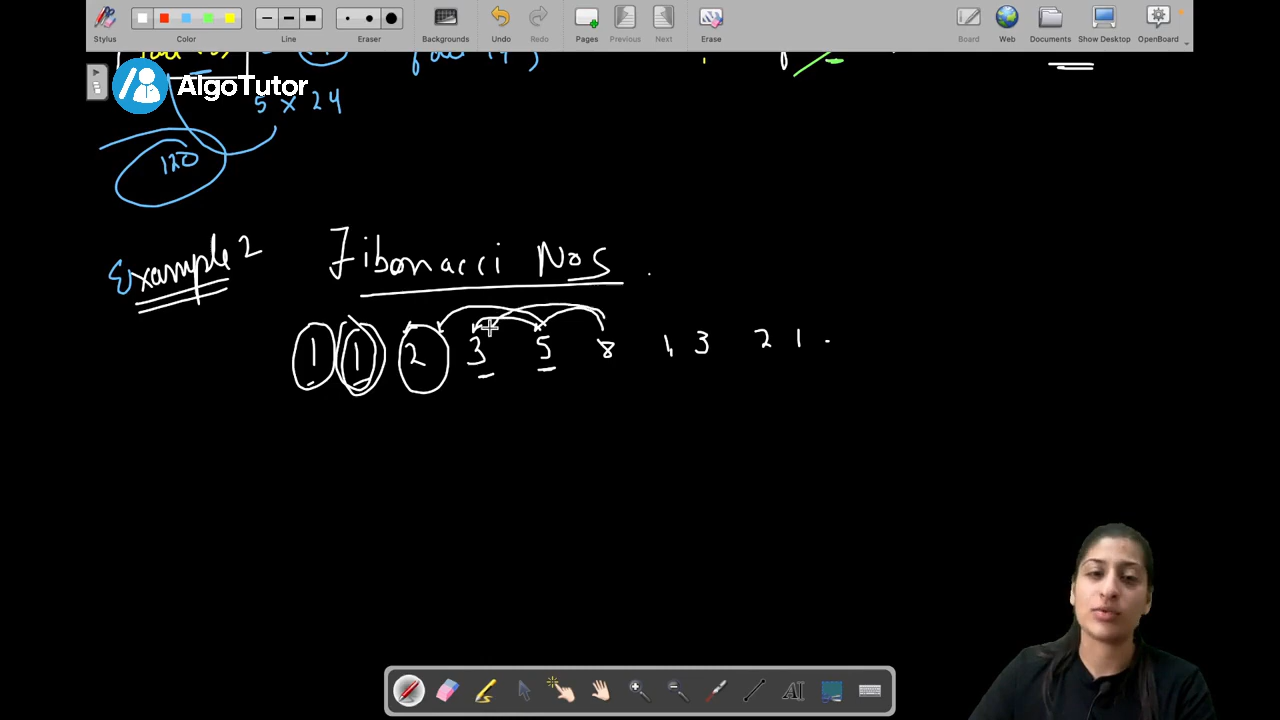 Stylus Color Line Eraser Backgrounds Undo Redo Pages Previous Next Erase Board Web Documents Show Desktop OpenBoard
AlgoTutor
5 x 24
120
Example 2 Fibonacci Nos.
1 1 2 3 5 8 13 21.